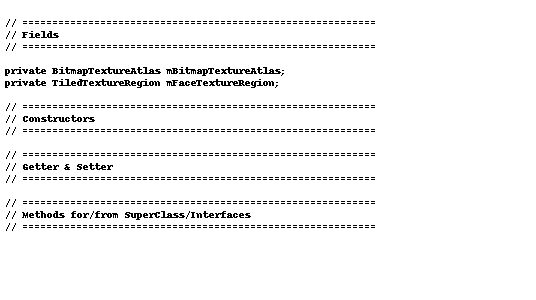 // ===========================================================
// Fields
// ===========================================================
private BitmapTextureAtlas mBitmapTextureAtlas;
private TiledTextureRegion mFaceTextureRegion;
// ===========================================================
// Constructors
// ===========================================================
// ===========================================================
// Getter & Setter
// ===========================================================
// ===========================================================
// Methods for/from SuperClass/Interfaces
// ===========================================================